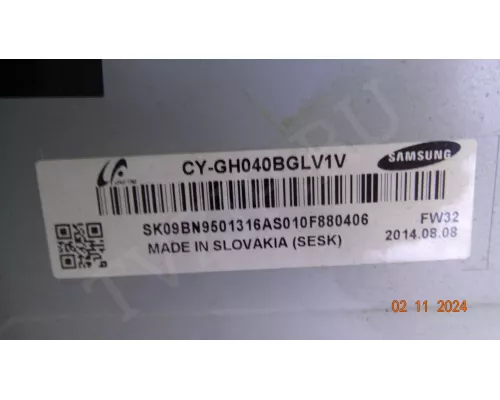 CY-GH040BGLV1V
SAMSUNG
SK09BN9501316AS010F880406
FW32
MADE IN SLOVAKIA (SESK)
2014.08.08
02 11 2024